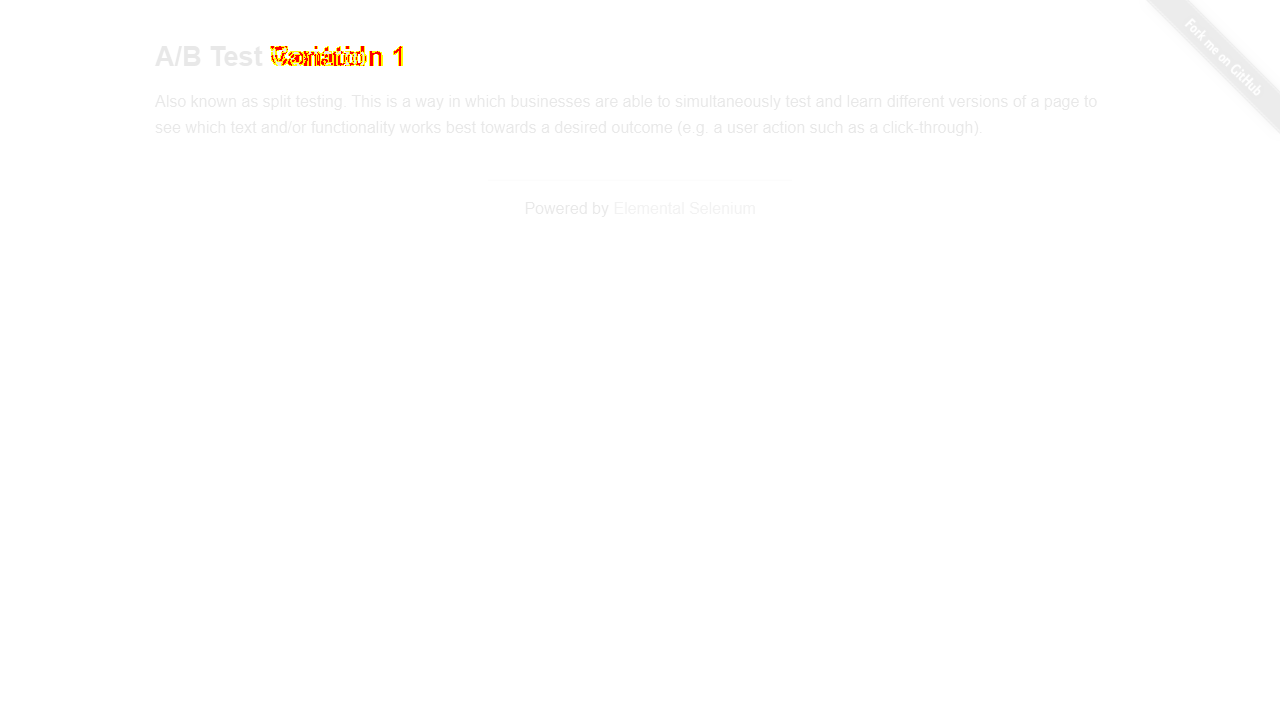 A/B Test Variation 1
Also known as split testing. This is a way in which businesses are able to simultaneously test and learn different versions of a page to
see which text and/or functionality works best towards a desired outcome (e.g. a user action such as a click-through).
Powered by Elemental Selenium
Fork me on GitHub